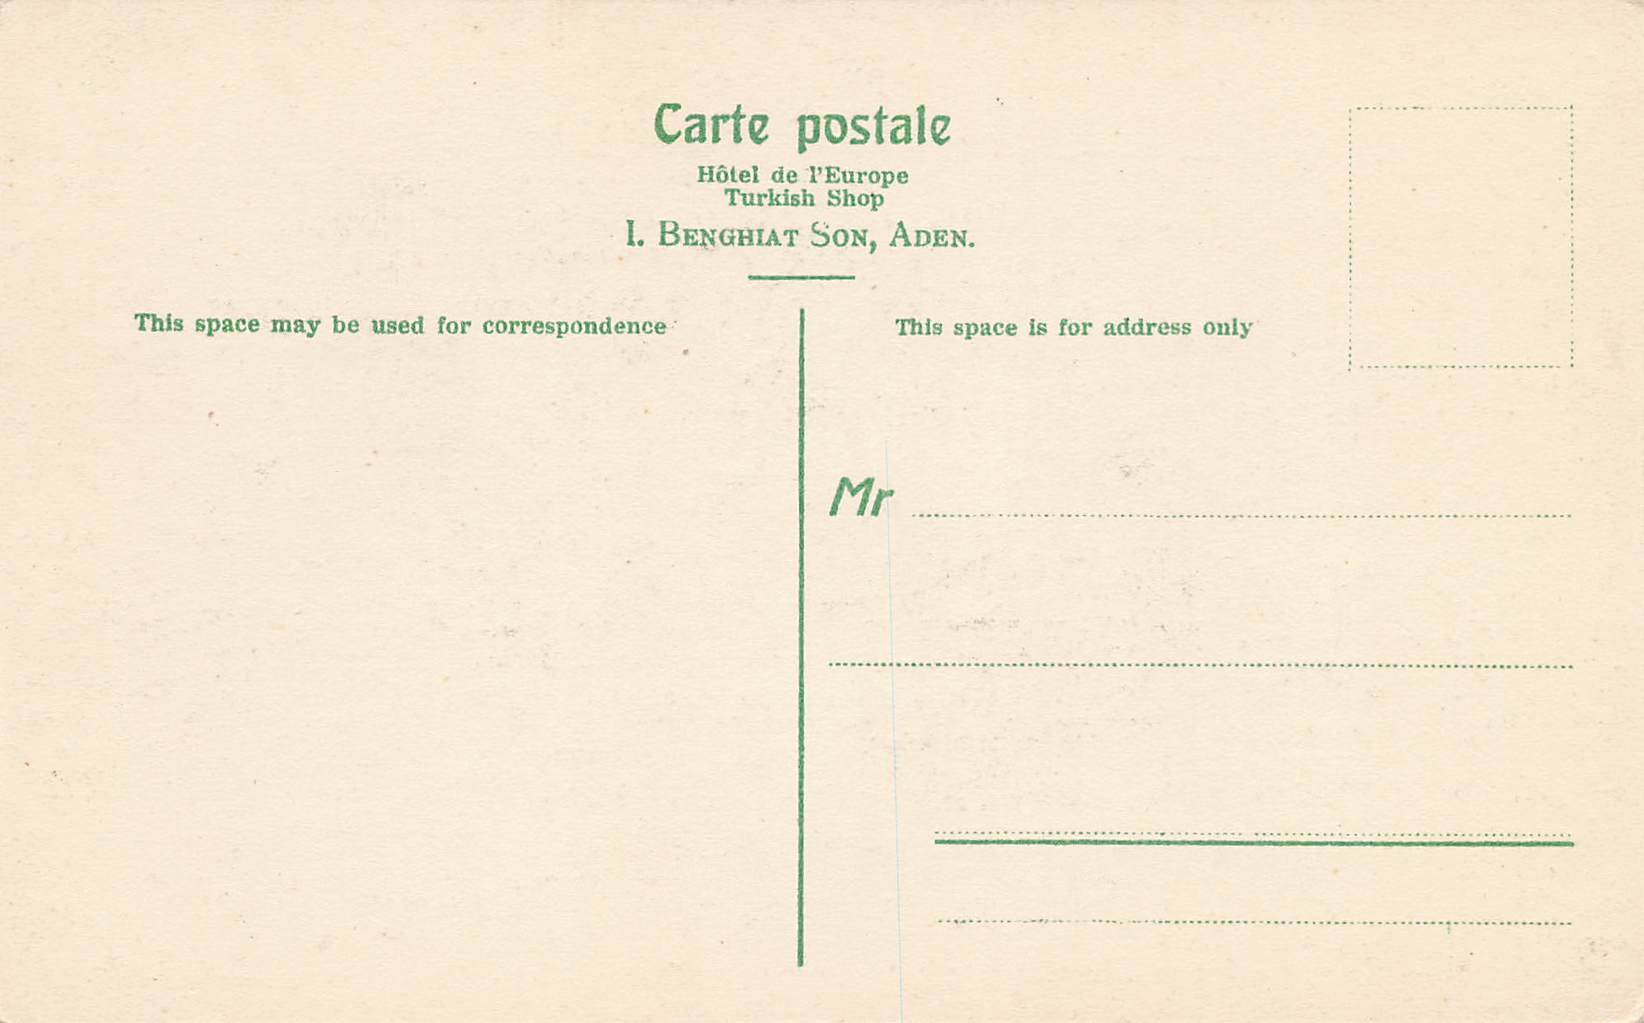 Carte postale
Hôtel de l'Europe
Turkish Shop
I. BENGHIAT SON, ADEN.
This space may be used for correspondence
This space is for address only
Mr